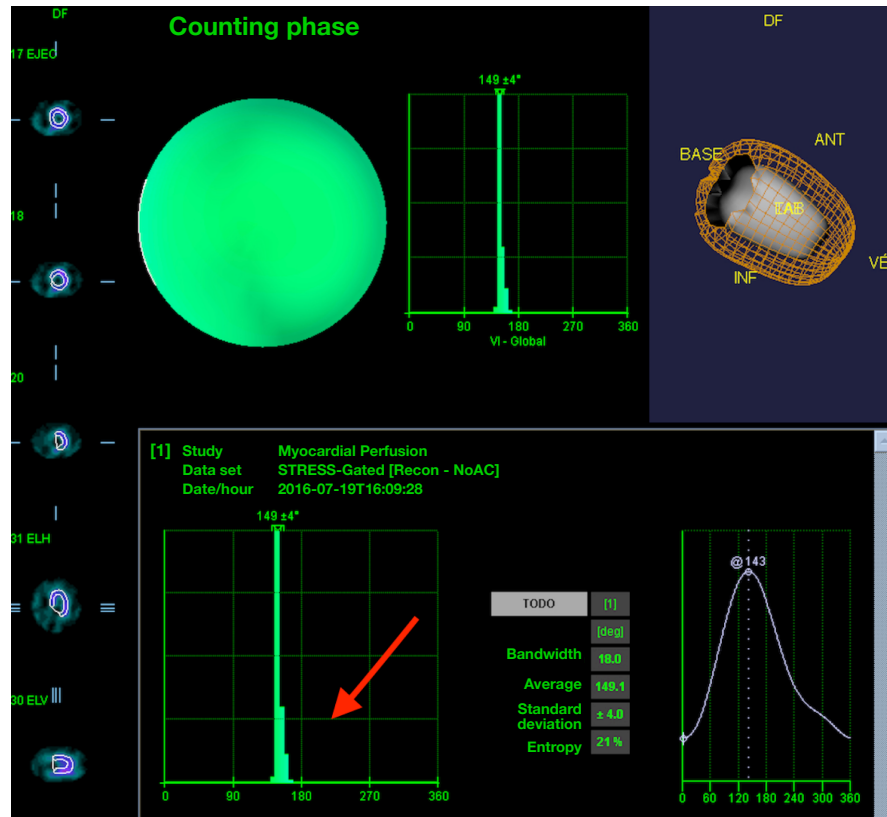 DF
Counting phase
DF
17 EJEC
149 ±4°
ANT
BASE
LAB
INF
VÉ
18
0 90 180 270 360
VI - Global
20
[1] Study Myocardial Perfusion
Data set STRESS-Gated [Recon - NoAC]
Date/hour 2016-07-19T16:09:28
149 ±4°
31 ELH
@ 143
TODO [1]
[deg]
Bandwidth 18.0
Average 149.1
Standard deviation ± 4.0
Entropy 21 %
30 ELV
0 90 180 270 360
0 60 120 180 240 300 360